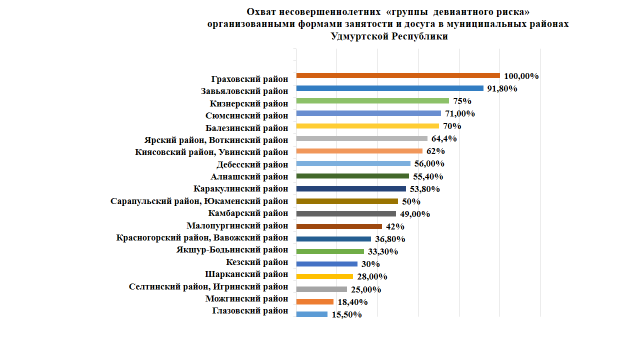 Охват несовершеннолетних «группы девиантного риска»
организованными формами занятости и досуга в муниципальных районах
Удмуртской Республики
Граховский район 100,00%
Завьяловский район 91,80%
Кизнерский район 75%
Сюмсинский район 71,00%
Балезинский район 70%
Ярский район, Воткинский район 64,4%
Киясовский район, Увинский район 62%
Дебесский район 56,00%
Алнашский район 55,40%
Каракулинский район 53,80%
Сарапульский район, Юкаменский район 50%
Камбарский район 49,00%
Малопургинский район 42%
Красногорский район, Вавожский район 36,80%
Якшур-Бодьинский район 33,30%
Кезский район 30%
Шарканский район 28,00%
Селтинский район, Игринский район 25,00%
Можгинский район 18,40%
Глазовский район 15,50%